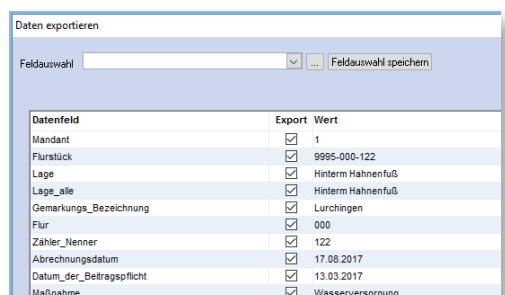 Daten exportieren
Feldauswahl ... Feldauswahl speichern
Datenfeld Export Wert
Mandant 1
Flurstück 9995-000-122
Lage Hinterm Hahnenfuß
Lage_alle Hinterm Hahnenfuß
Gemarkungs_Bezeichnung Lurchingen
Flur 000
Zähler_Nenner 122
Abrechnungsdatum 17.08.2017
Datum_der_Beitragspflicht 13.03.2017
Maßnahme Wasserversorgung